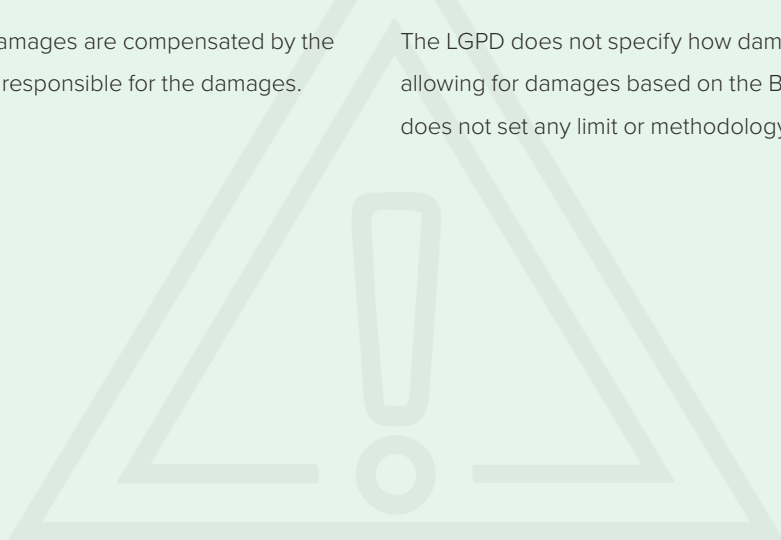 amages are compensated by the
responsible for the damages.
The LGPD does not specify how dam
allowing for damages based on the B
does not set any limit or methodology